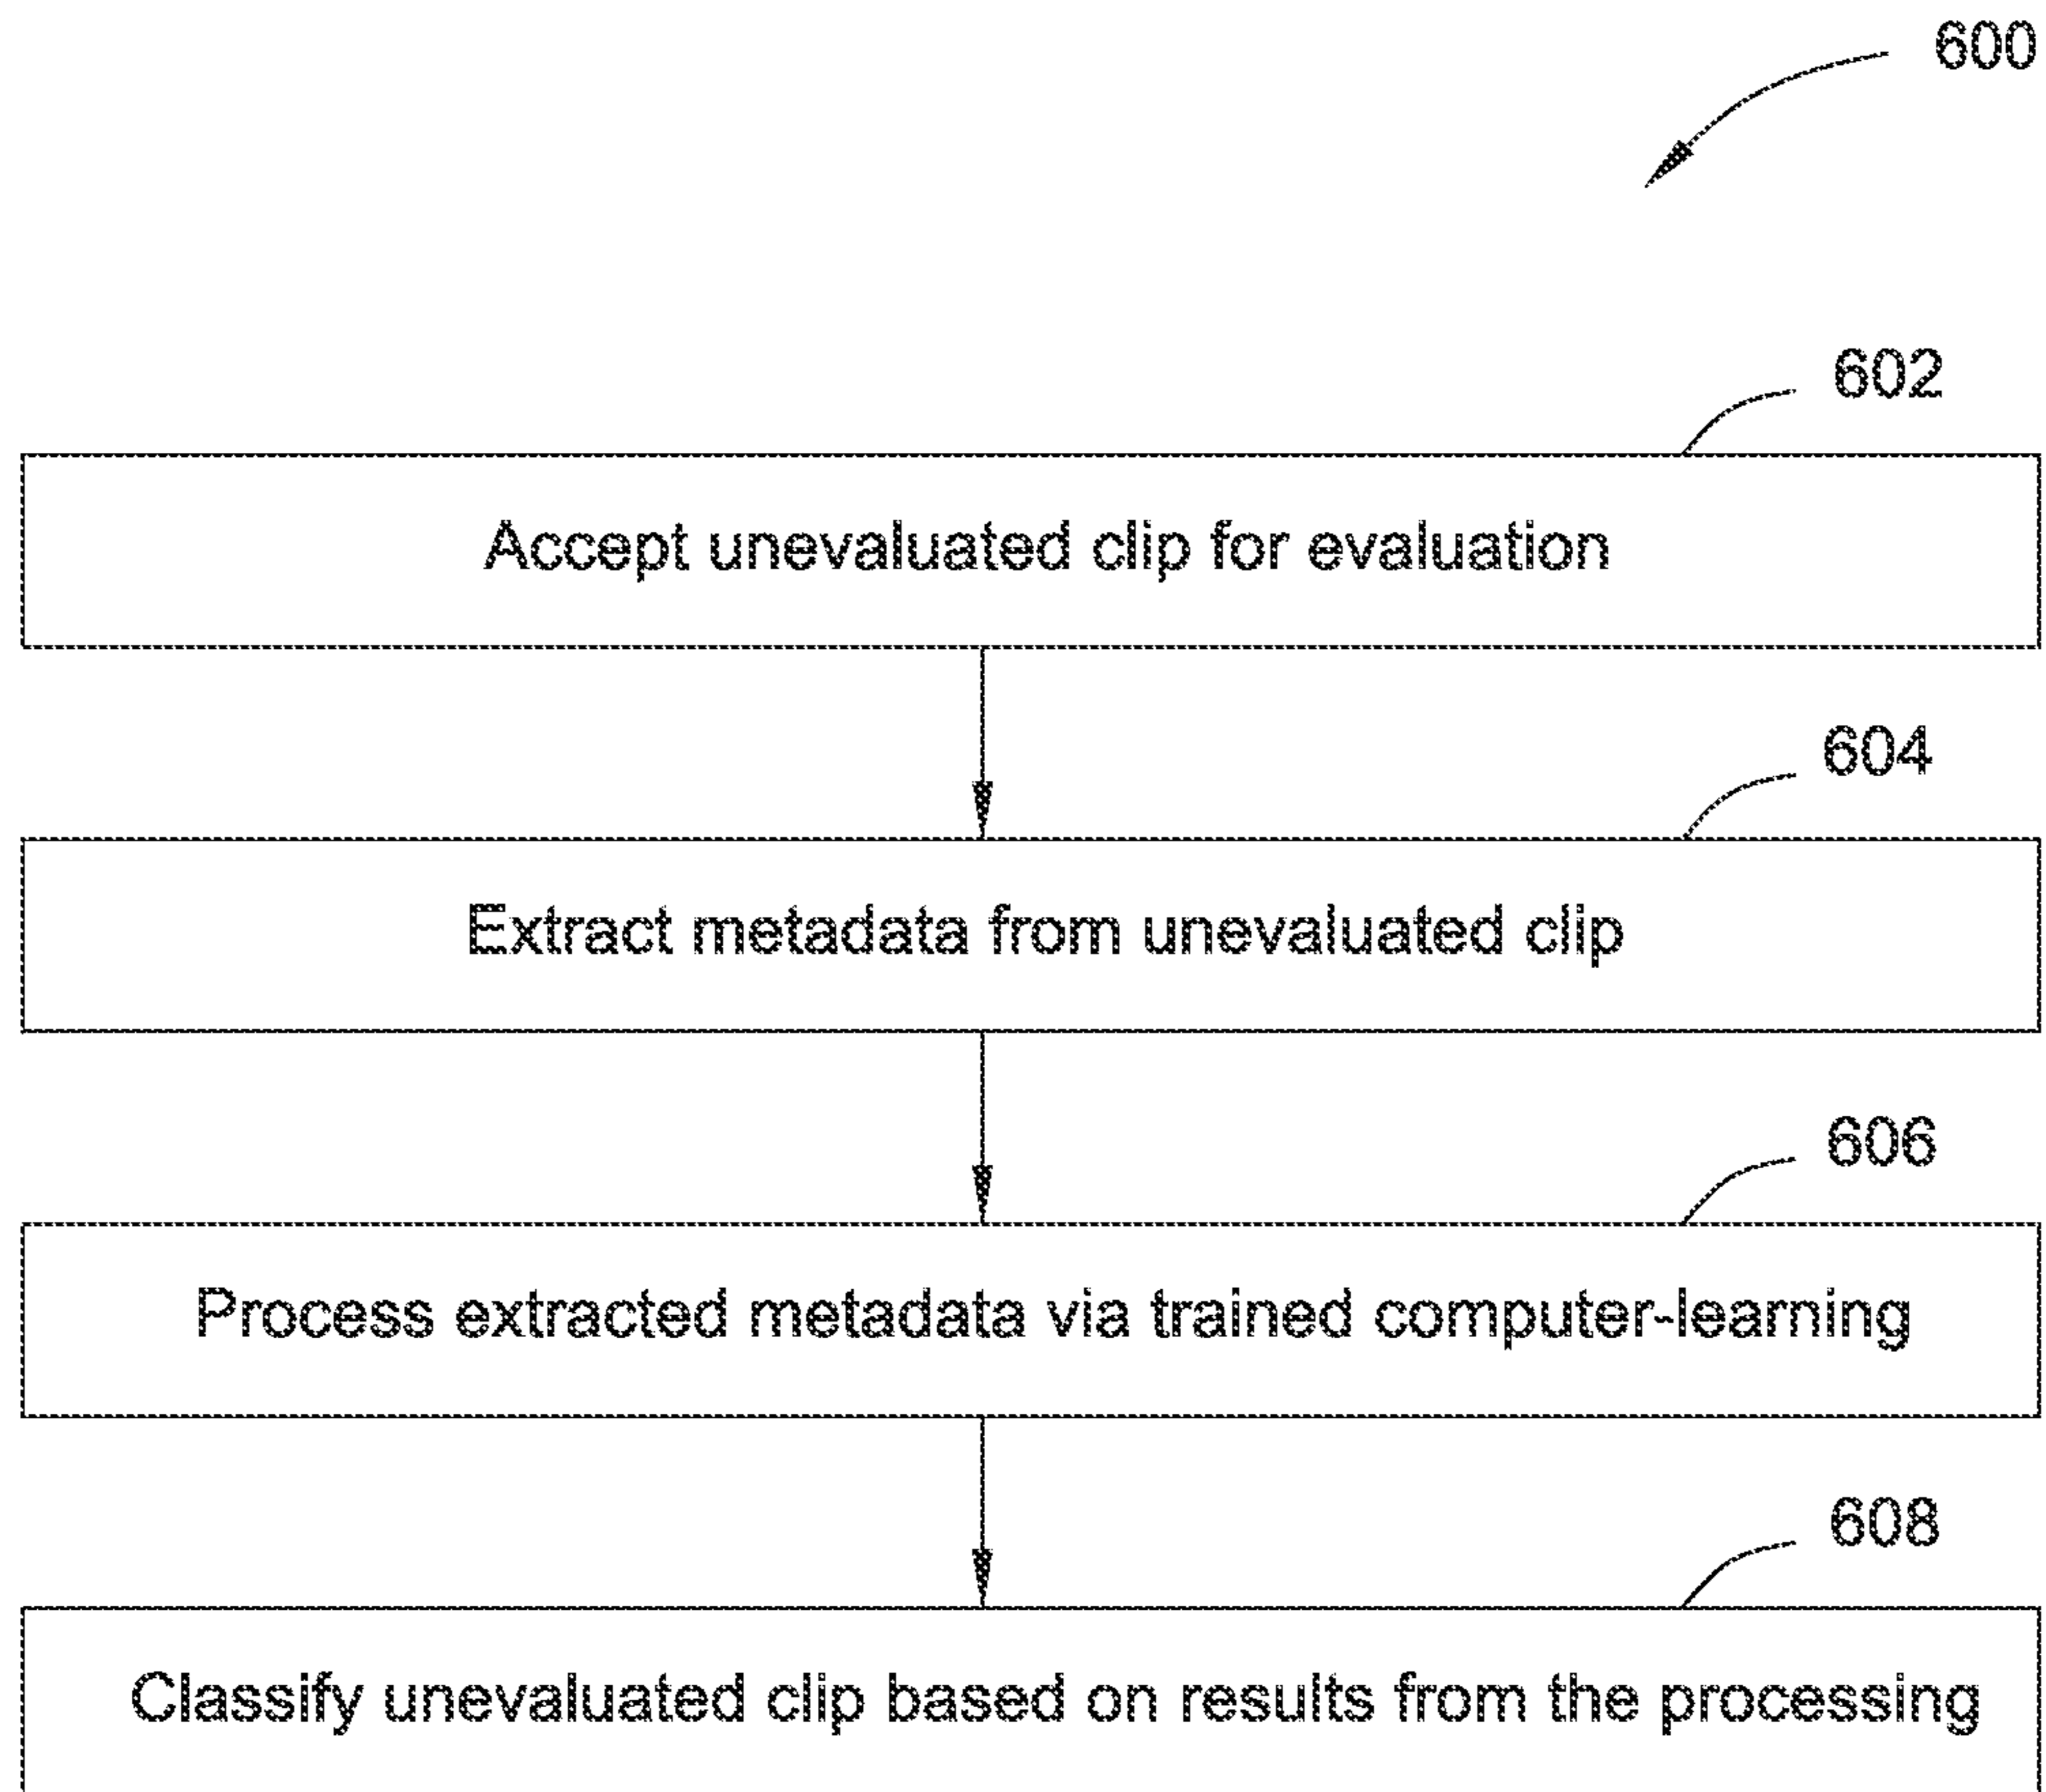 600
602
Accept unevaluated clip for evaluation
604
Extract metadata from unevaluated clip
606
Process extracted metadata via trained computer-learning
608
Classify unevaluated clip based on results from the processing